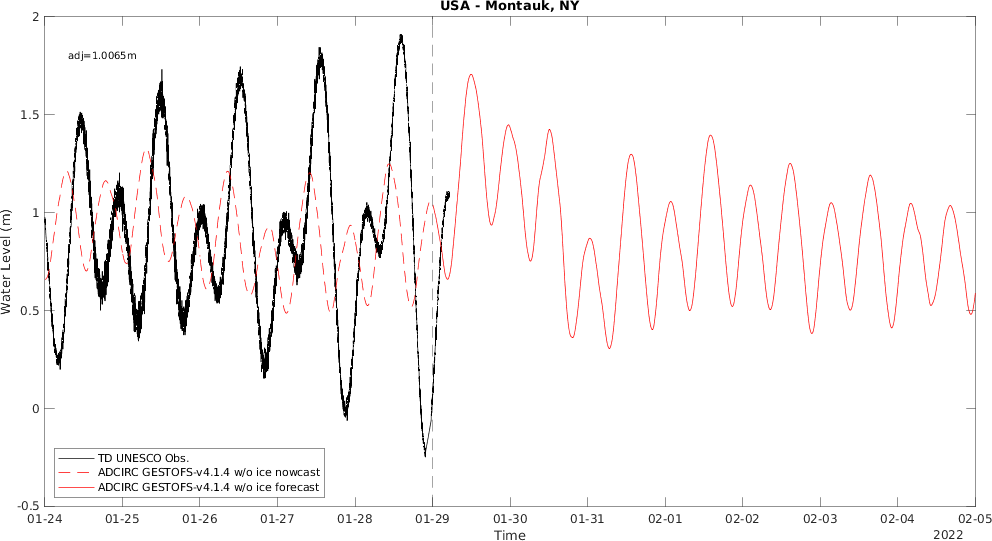 USA - Montauk, NY
adj=1.0065m
Water Level (m)
2
1.5
1
0.5
0
-0.5
TD UNESCO Obs.
ADCIRC GESTOFS-v4.1.4 w/o ice nowcast
ADCIRC GESTOFS-v4.1.4 w/o ice forecast
01-24 01-25 01-26 01-27 01-28 01-29 01-30 01-31 02-01 02-02 02-03 02-04 02-05
Time
2022